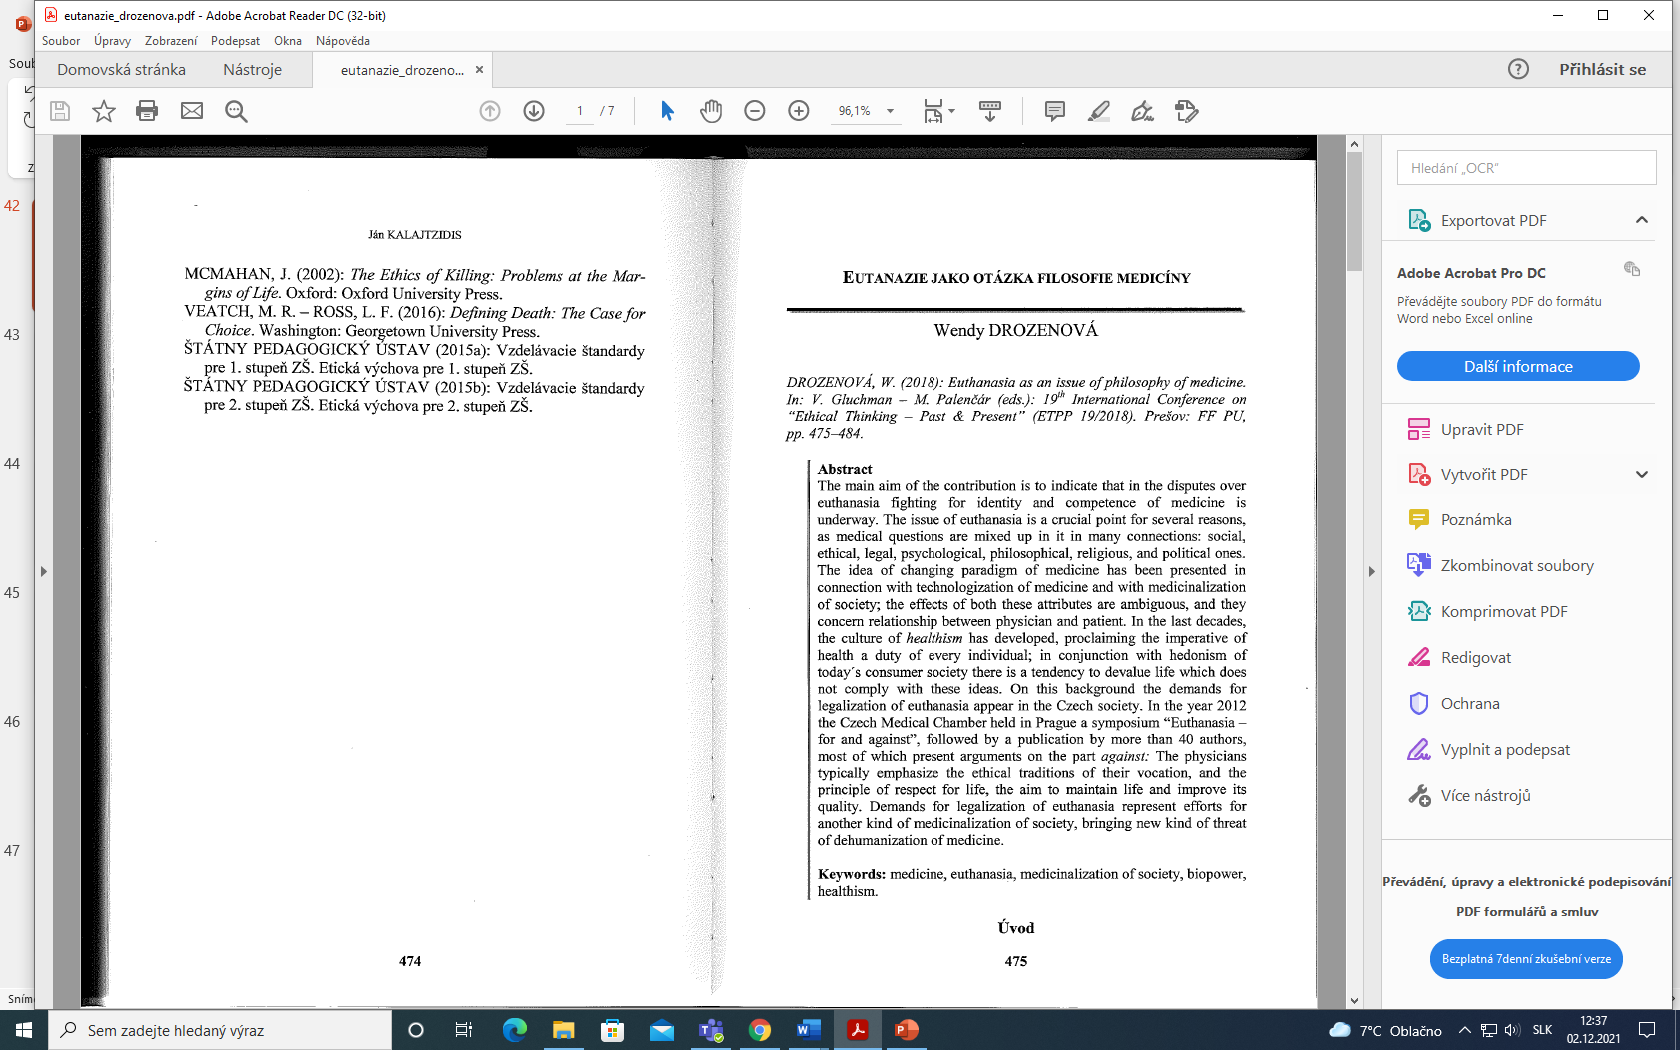 eutanazie_drozenova.pdf - Adobe Acrobat Reader DC (32-bit)
Soubor Úpravy Zobrazení Podepsat Okna Nápověda
Domovská stránka Nástroje eutanazie_drozeno... Přihlásit se
1 / 7 96,1%
42
43
44
45
46
47
Ján KALAJTZIDIS
MCMAHAN, J. (2002): The Ethics of Killing: Problems at the Mar-
gins of Life. Oxford: Oxford University Press.
VEATCH, M. R. – ROSS, L. F. (2016): Defining Death: The Case for
Choice. Washington: Georgetown University Press.
ŠTÁTNY PEDAGOGICKÝ ÚSTAV (2015a): Vzdelávacie štandardy
pre 1. stupeň ZŠ. Etická výchova pre 1. stupeň ZŠ.
ŠTÁTNY PEDAGOGICKÝ ÚSTAV (2015b): Vzdelávacie štandardy
pre 2. stupeň ZŠ. Etická výchova pre 2. stupeň ZŠ.
474
EUTANAZIE JAKO OTÁZKA FILOSOFIE MEDICÍNY
Wendy DROZENOVÁ
DROZENOVÁ, W. (2018): Euthanasia as an issue of philosophy of medicine.
In: V. Gluchman – M. Palenčár (eds.): 19th International Conference on
“Ethical Thinking – Past & Present” (ETPP 19/2018). Prešov: FF PU,
pp. 475–484.
Abstract
The main aim of the contribution is to indicate that in the disputes over
euthanasia fighting for identity and competence of medicine is
underway. The issue of euthanasia is a crucial point for several reasons,
as medical questions are mixed up in it in many connections: social,
ethical, legal, psychological, philosophical, religious, and political ones.
The idea of changing paradigm of medicine has been presented in
connection with technologization of medicine and with medicinalization
of society; the effects of both these attributes are ambiguous, and they
concern relationship between physician and patient. In the last decades,
the culture of healthism has developed, proclaiming the imperative of
health a duty of every individual; in conjunction with hedonism of
today´s consumer society there is a tendency to devalue life which does
not comply with these ideas. On this background the demands for
legalization of euthanasia appear in the Czech society. In the year 2012
the Czech Medical Chamber held in Prague a symposium “Euthanasia –
for and against”, followed by a publication by more than 40 authors,
most of which present arguments on the part against: The physicians
typically emphasize the ethical traditions of their vocation, and the
principle of respect for life, the aim to maintain life and improve its
quality. Demands for legalization of euthanasia represent efforts for
another kind of medicinalization of society, bringing new kind of threat
of dehumanization of medicine.
Keywords: medicine, euthanasia, medicinalization of society, biopower,
healthism.
Úvod
475
Hledání „OCR“
Exportovat PDF
Adobe Acrobat Pro DC
Převádějte soubory PDF do formátu
Word nebo Excel online
Další informace
Upravit PDF
Vytvořit PDF
Poznámka
Zkombinovat soubory
Komprimovat PDF
Redigovat
Ochrana
Vyplnit a podepsat
Více nástrojů
Převádění, úpravy a elektronické podepisování
PDF formulářů a smluv
Bezplatná 7denní zkušební verze
Sem zadejte hledaný výraz
7°C Oblačno SLK 12:37
02.12.2021